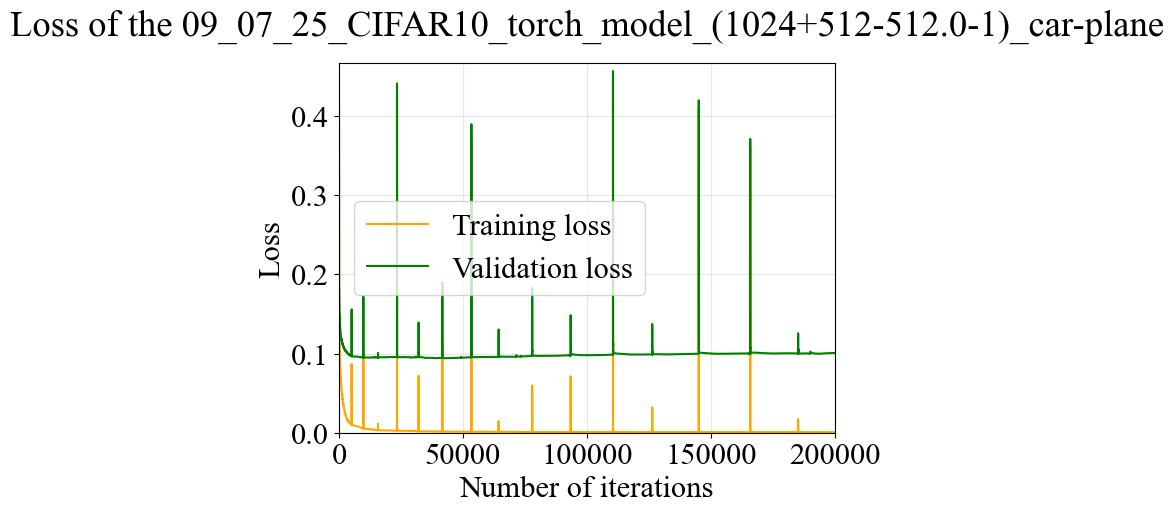 Loss of the 09_07_25_CIFAR10_torch_model_(1024+512-512.0-1)_car-plane
0.4
0.3
0.2
0.1
0.0
Loss
Training loss
Validation loss
0 50000 100000 150000 200000
Number of iterations